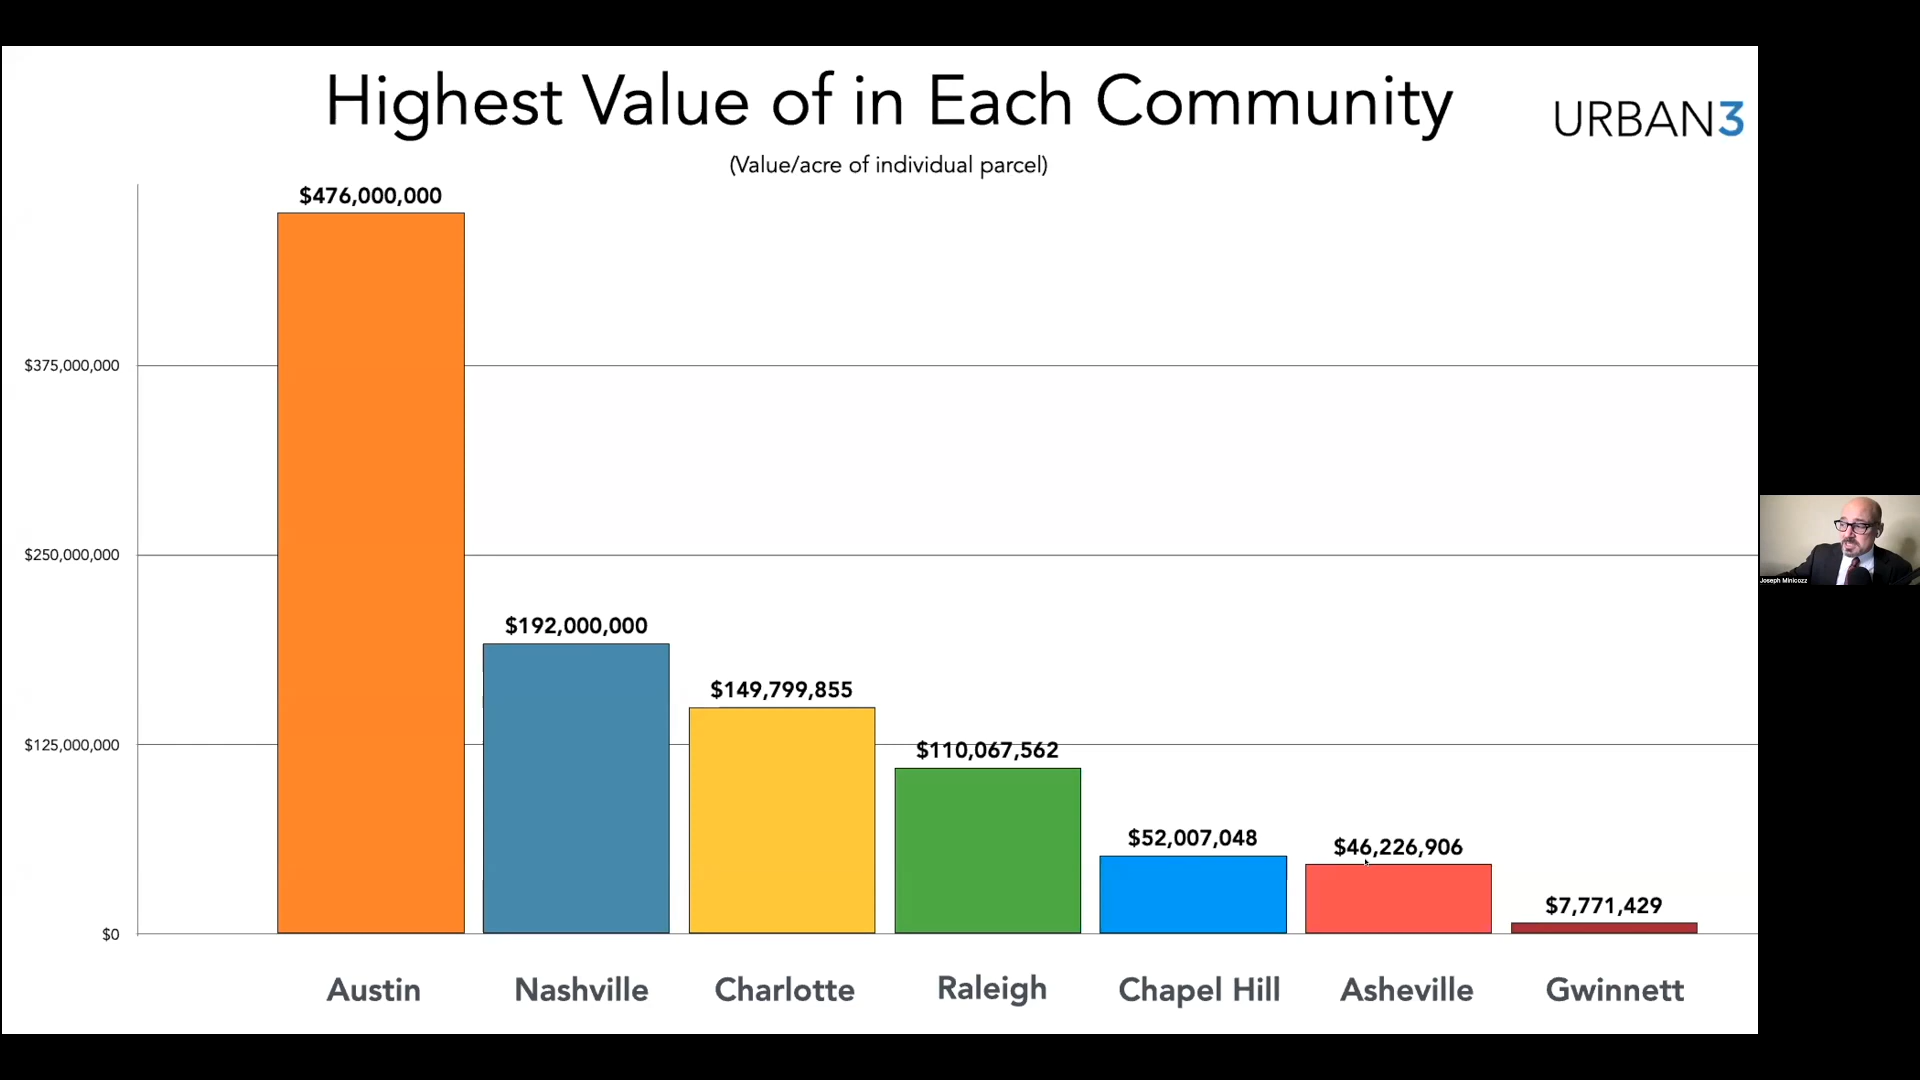 Highest Value of in Each Community
URBAN3
(Value/acre of individual parcel)
$476,000,000
$375,000,000
$250,000,000
$192,000,000
$149,799,855
$125,000,000
$110,067,562
$52,007,048
$46,226,906
$7,771,429
$0
Austin
Nashville
Charlotte
Raleigh
Chapel Hill
Asheville
Gwinnett
Joseph Minicozz